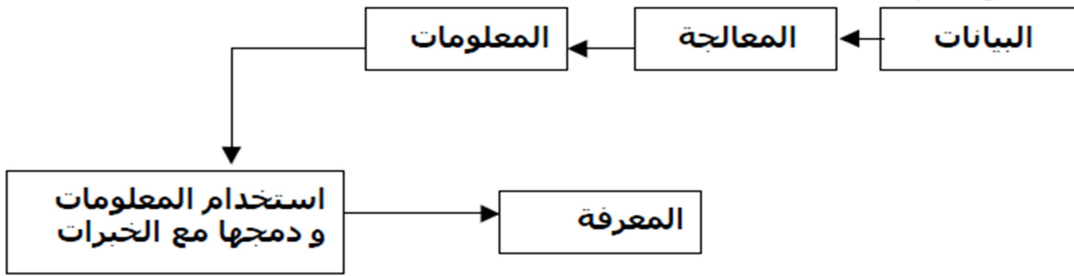 البيانات
المعالجة
المعلومات
استخدام المعلومات
و دمجها مع الخبرات
المعرفة